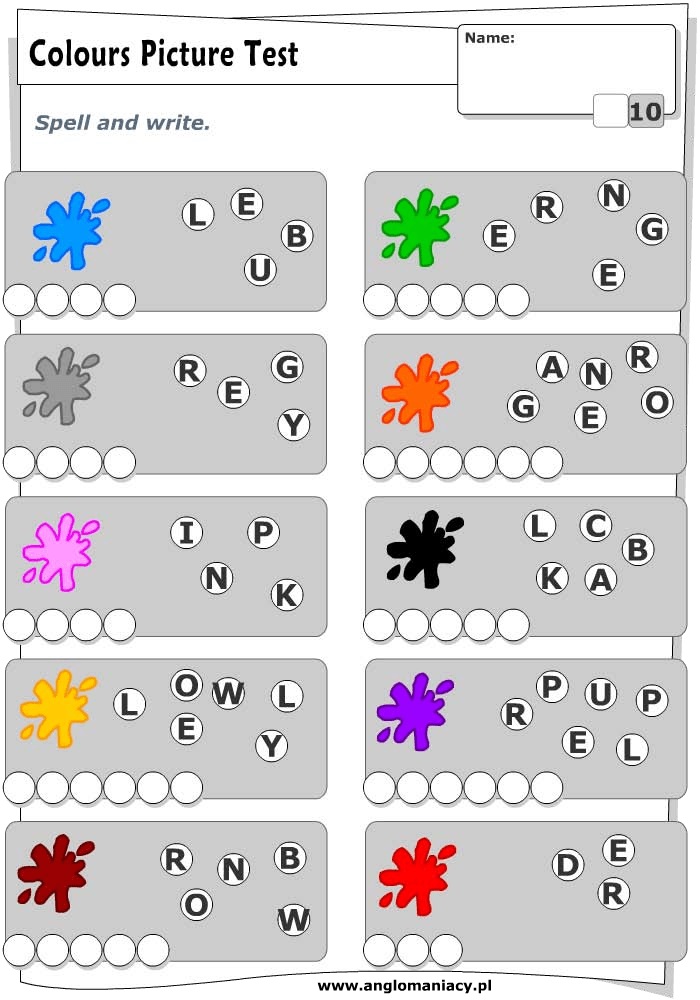 Colours Picture Test
Name:
10
Spell and write.
L E B U
E R N G E
R E G Y
G A N E R O
I P N K
L C B K A
L O E W L Y
R P U P E L
R O N B W
D E R
www.anglomaniacy.pl